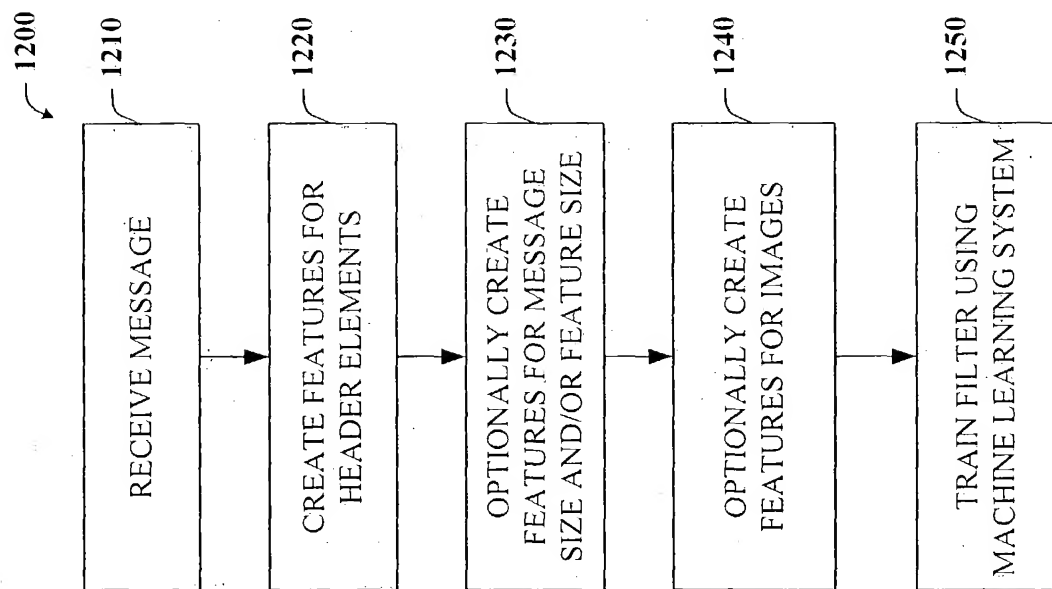 1200
RECEIVE MESSAGE
1210
CREATE FEATURES FOR
HEADER ELEMENTS
1220
OPTIONALLY CREATE
FEATURES FOR MESSAGE
SIZE AND/OR FEATURE SIZE
1230
OPTIONALLY CREATE
FEATURES FOR IMAGES
1240
TRAIN FILTER USING
MACHINE LEARNING SYSTEM
1250